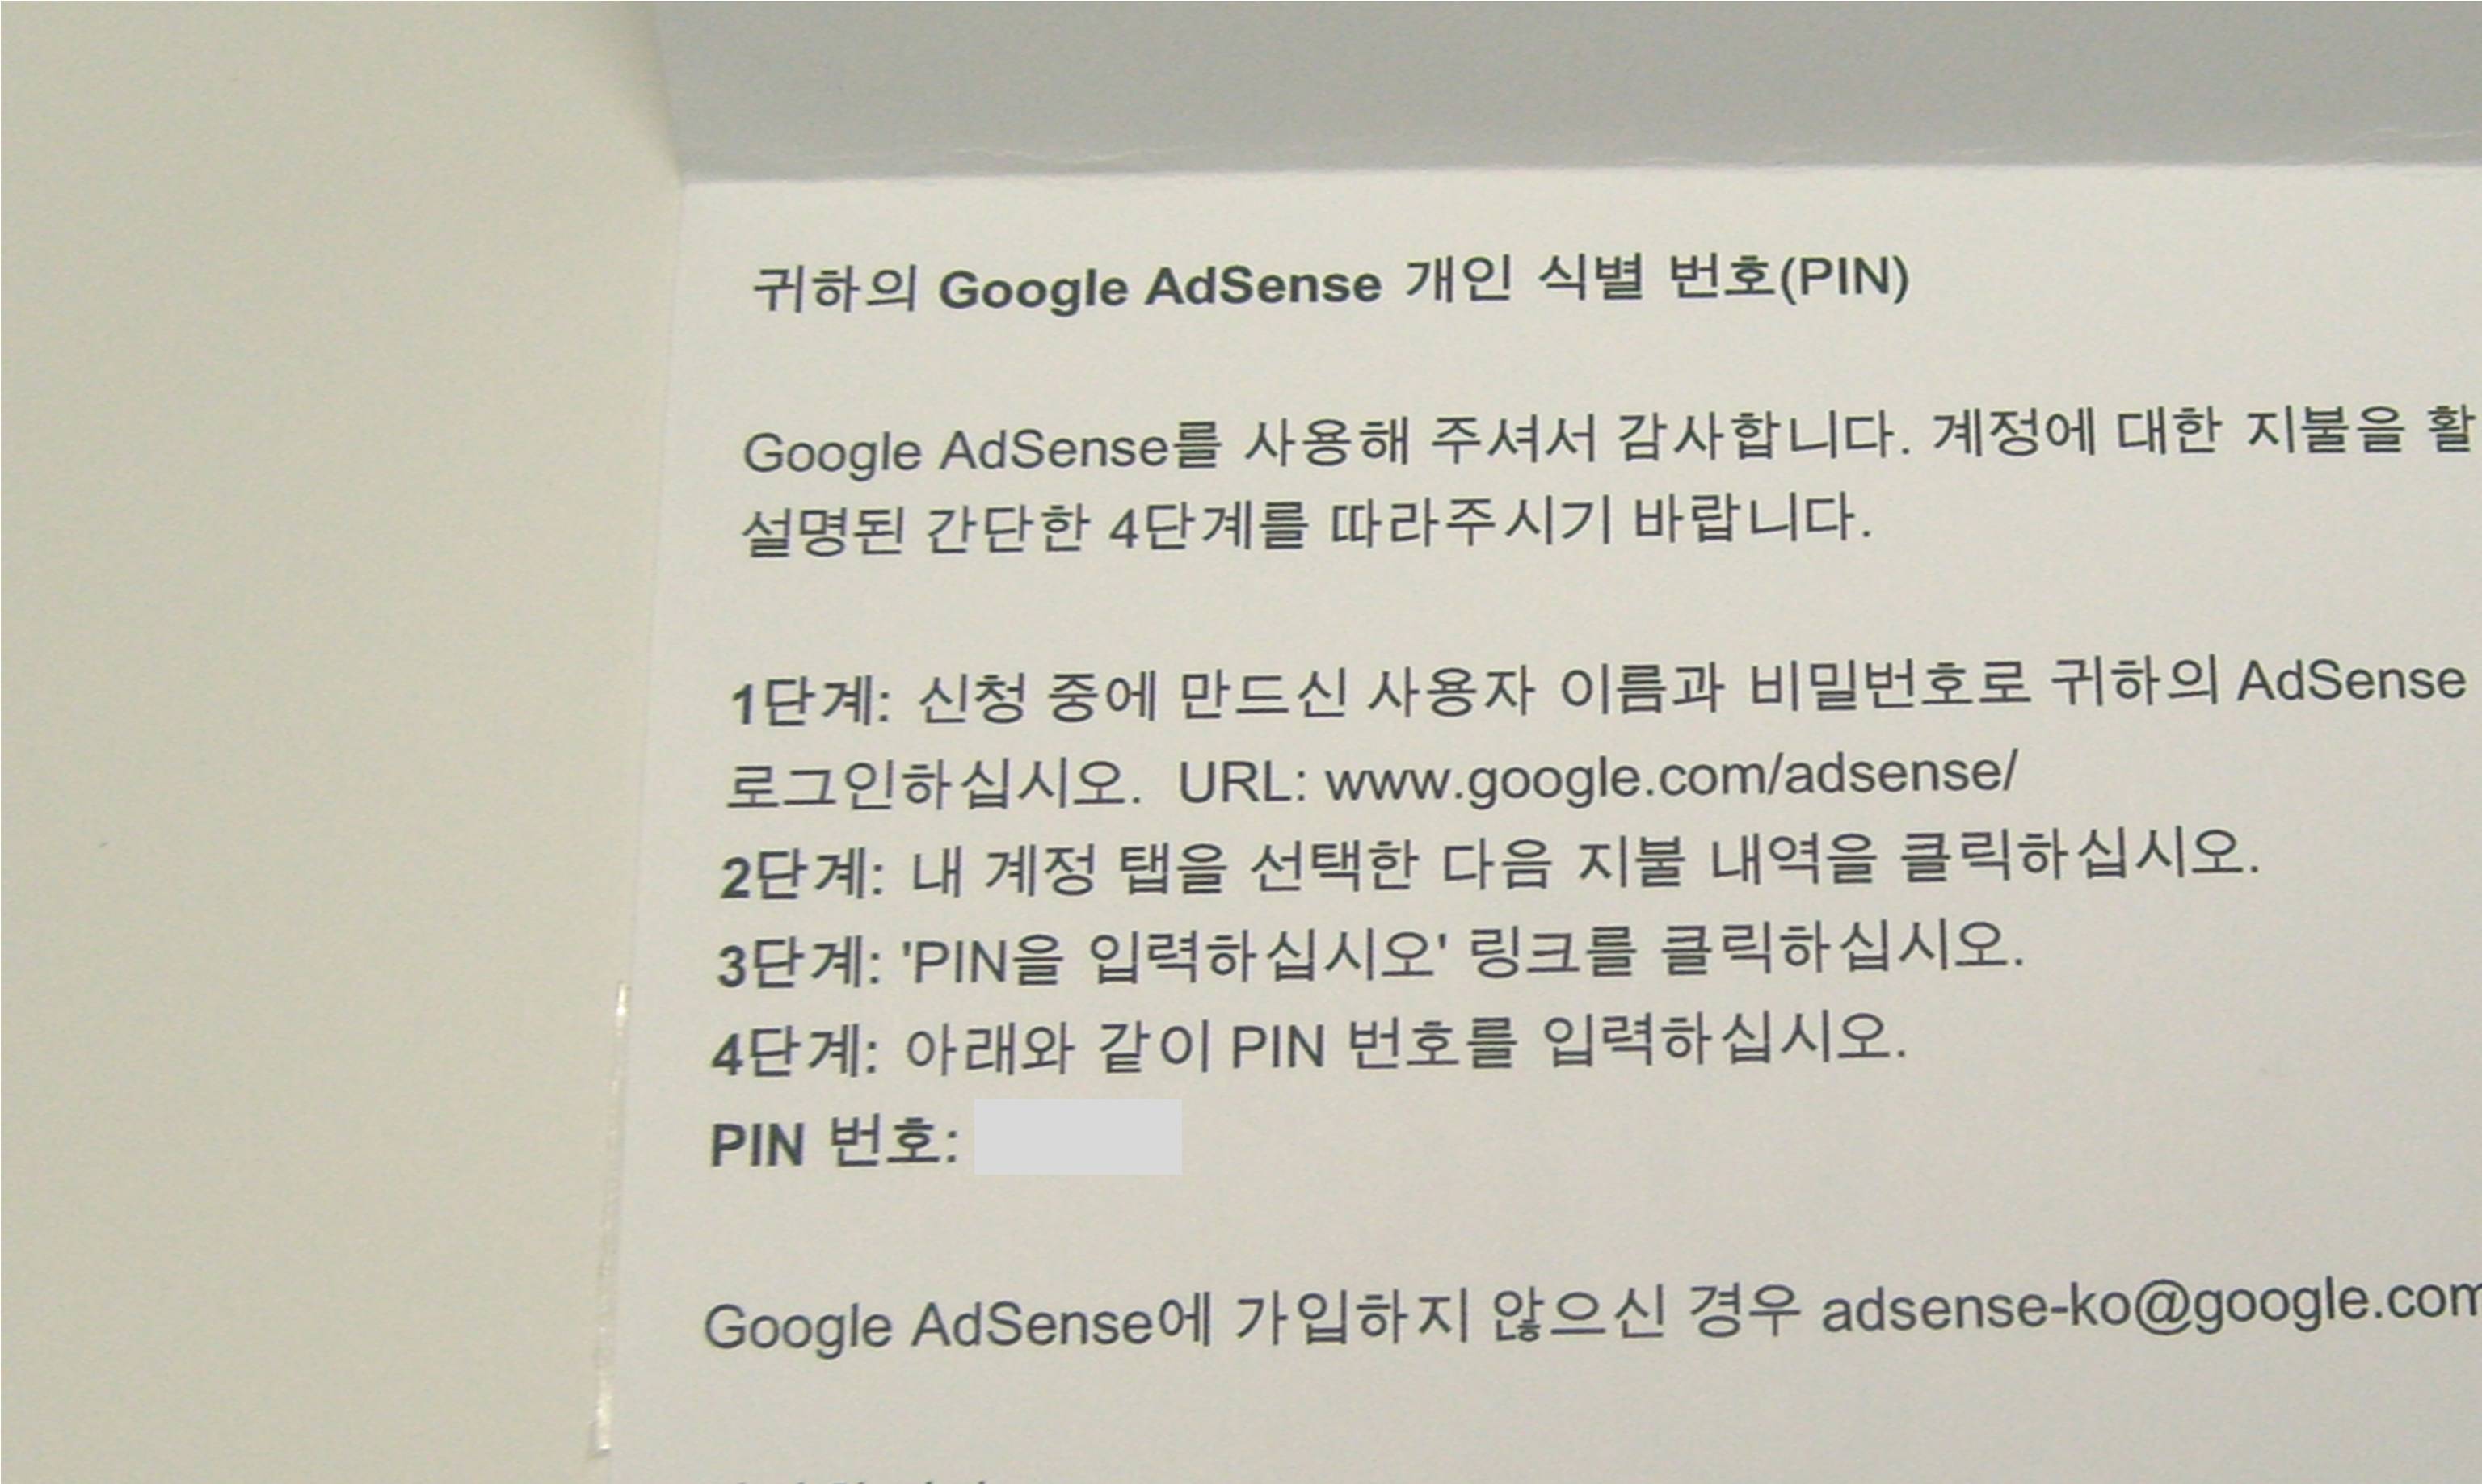 귀하의 Google AdSense 개인 식별 번호(PIN)
Google AdSense를 사용해 주셔서 감사합니다. 계정에 대한 지불을 활
설명된 간단한 4단계를 따라주시기 바랍니다.
1단계: 신청 중에 만드신 사용자 이름과 비밀번호로 귀하의 AdSense
로그인하십시오. URL: www.google.com/adsense/
2단계: 내 계정 탭을 선택한 다음 지불 내역을 클릭하십시오.
3단계: 'PIN을 입력하십시오' 링크를 클릭하십시오.
4단계: 아래와 같이 PIN 번호를 입력하십시오.
PIN 번호:
Google AdSense에 가입하지 않으신 경우 adsense-ko@google.com